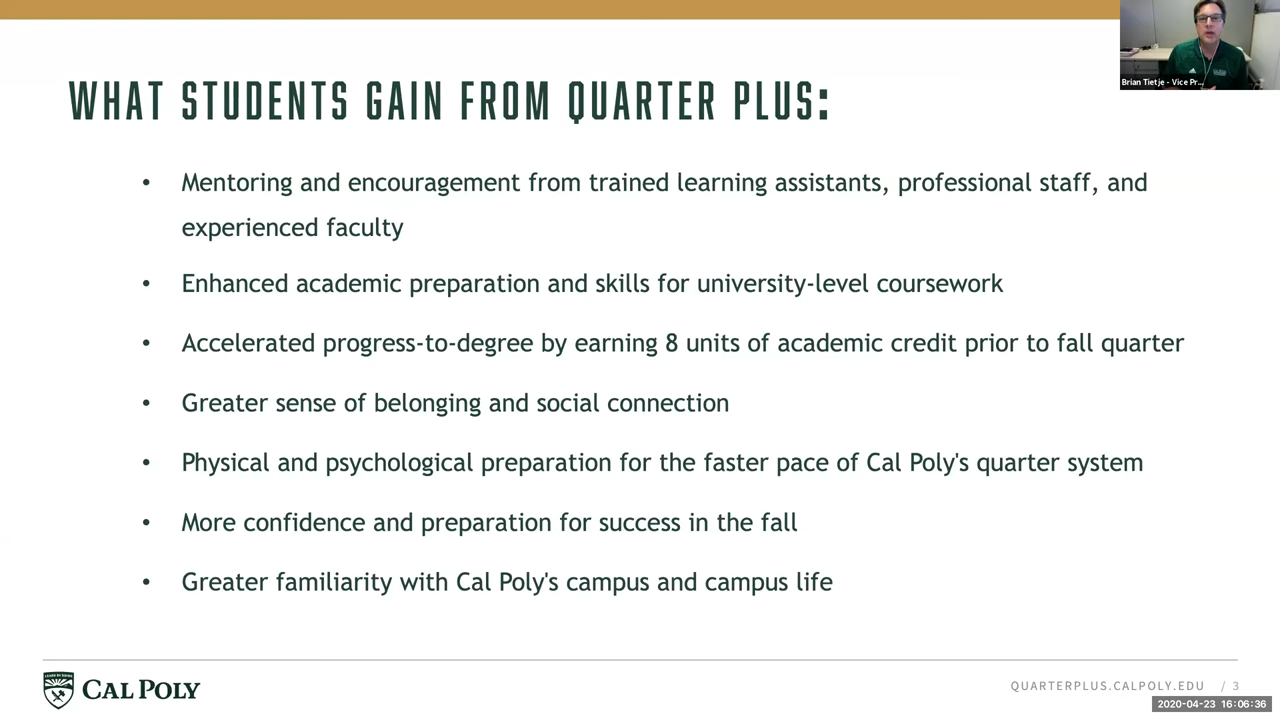 Brian Tietje - Vice Pr...
WHAT STUDENTS GAIN FROM QUARTER PLUS:
• Mentoring and encouragement from trained learning assistants, professional staff, and
experienced faculty
• Enhanced academic preparation and skills for university-level coursework
• Accelerated progress-to-degree by earning 8 units of academic credit prior to fall quarter
• Greater sense of belonging and social connection
• Physical and psychological preparation for the faster pace of Cal Poly's quarter system
• More confidence and preparation for success in the fall
• Greater familiarity with Cal Poly's campus and campus life
CAL POLY
QUARTERPLUS.CALPOLY.EDU / 3
2020-04-23 16:06:36